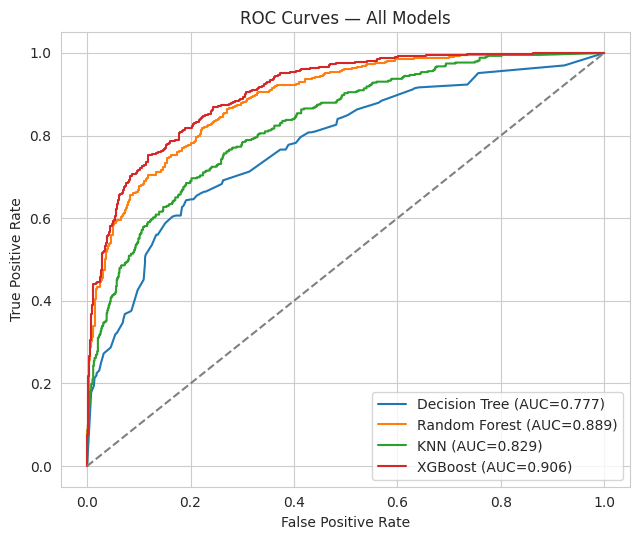 ROC Curves — All Models
True Positive Rate
1.0
0.8
0.6
0.4
0.2
0.0
0.0 0.2 0.4 0.6 0.8 1.0
False Positive Rate
Decision Tree (AUC=0.777)
Random Forest (AUC=0.889)
KNN (AUC=0.829)
XGBoost (AUC=0.906)